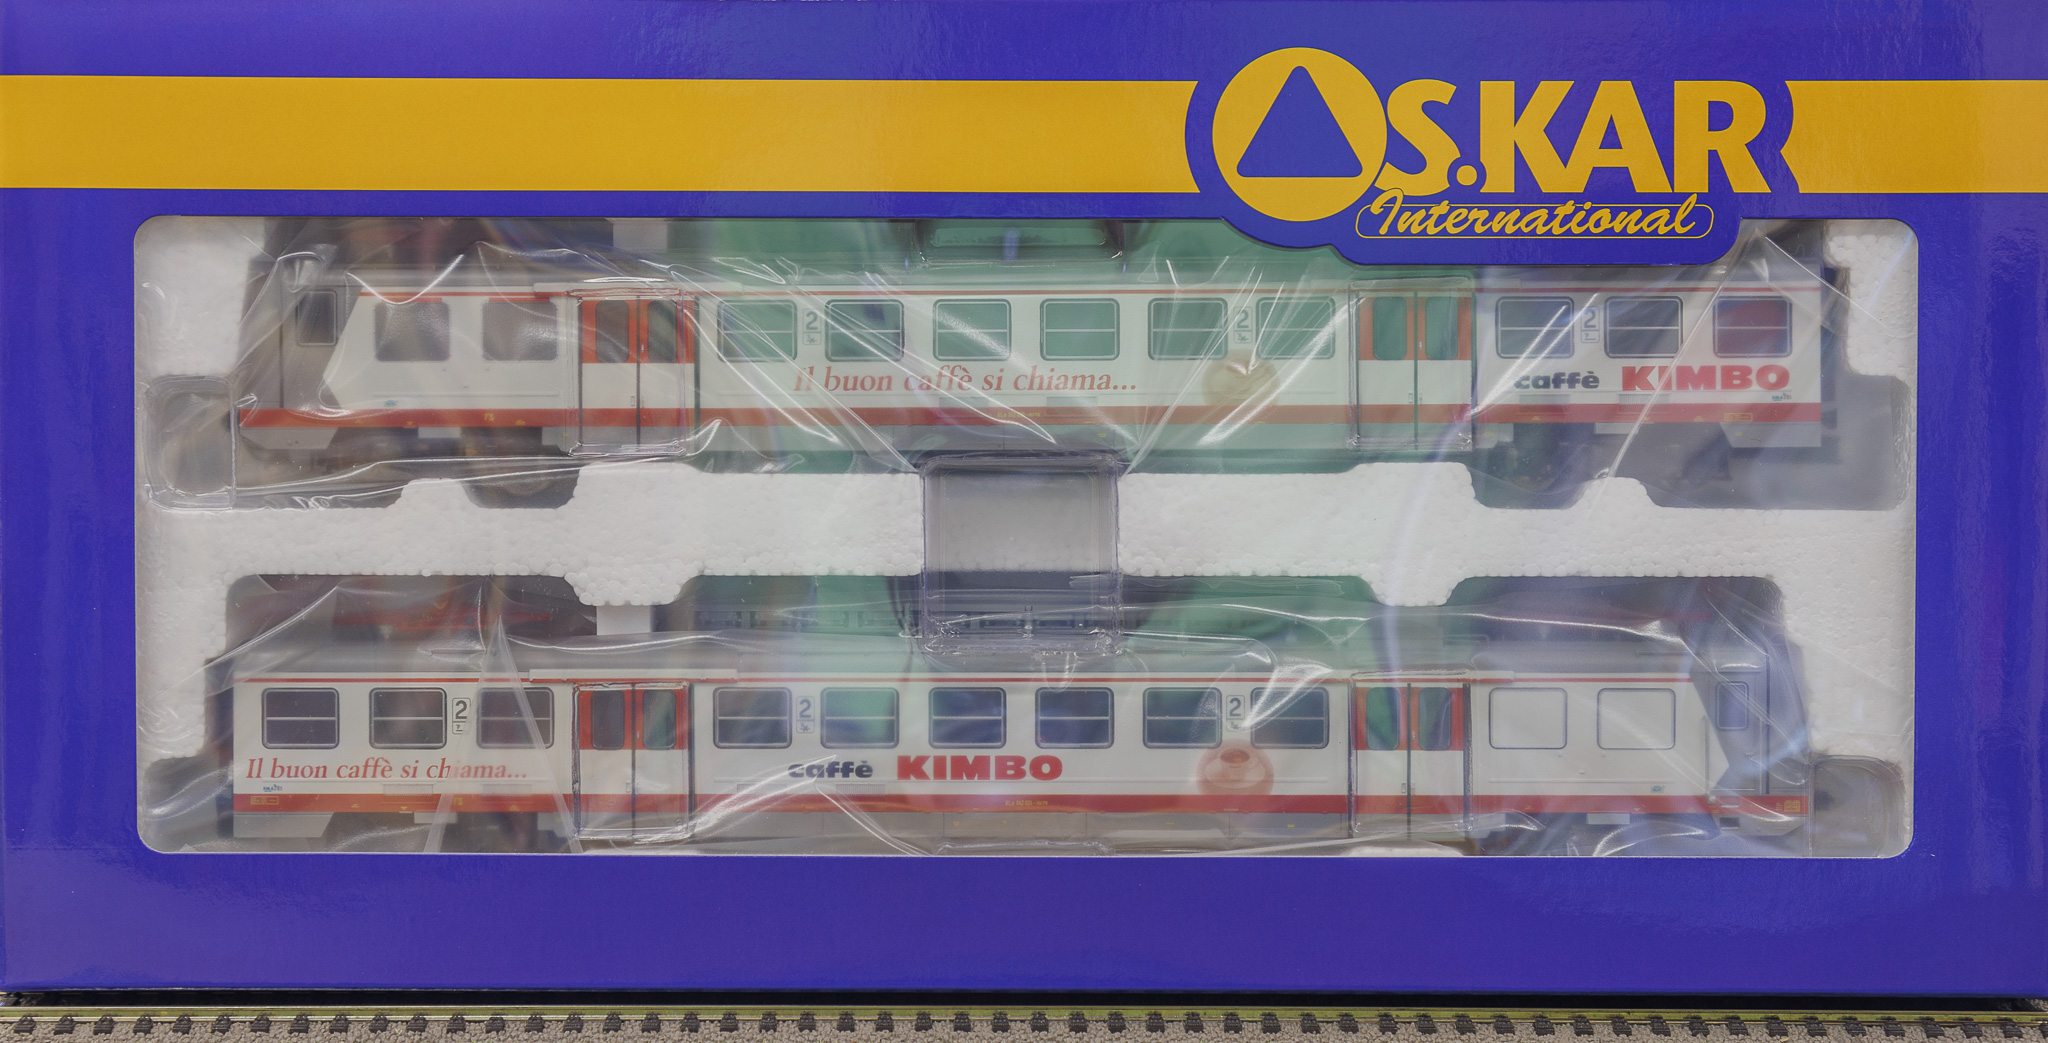 OS.KAR
International
2
2
2
Il buon caffè si chiama...
caffè KIMBO
2
2
2
Il buon caffè si chiama...
caffè KIMBO